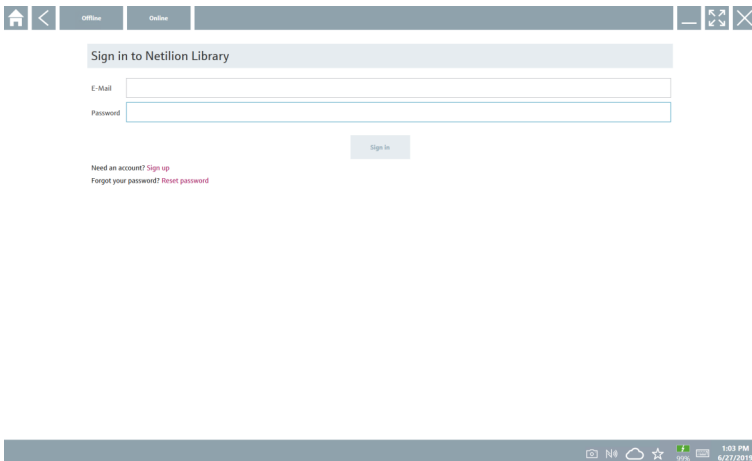 Offline Online
Sign in to Netilion Library
E-Mail
Password
Sign in
Need an account? Sign up
Forgot your password? Reset password
1:03 PM
99% 6/27/2019